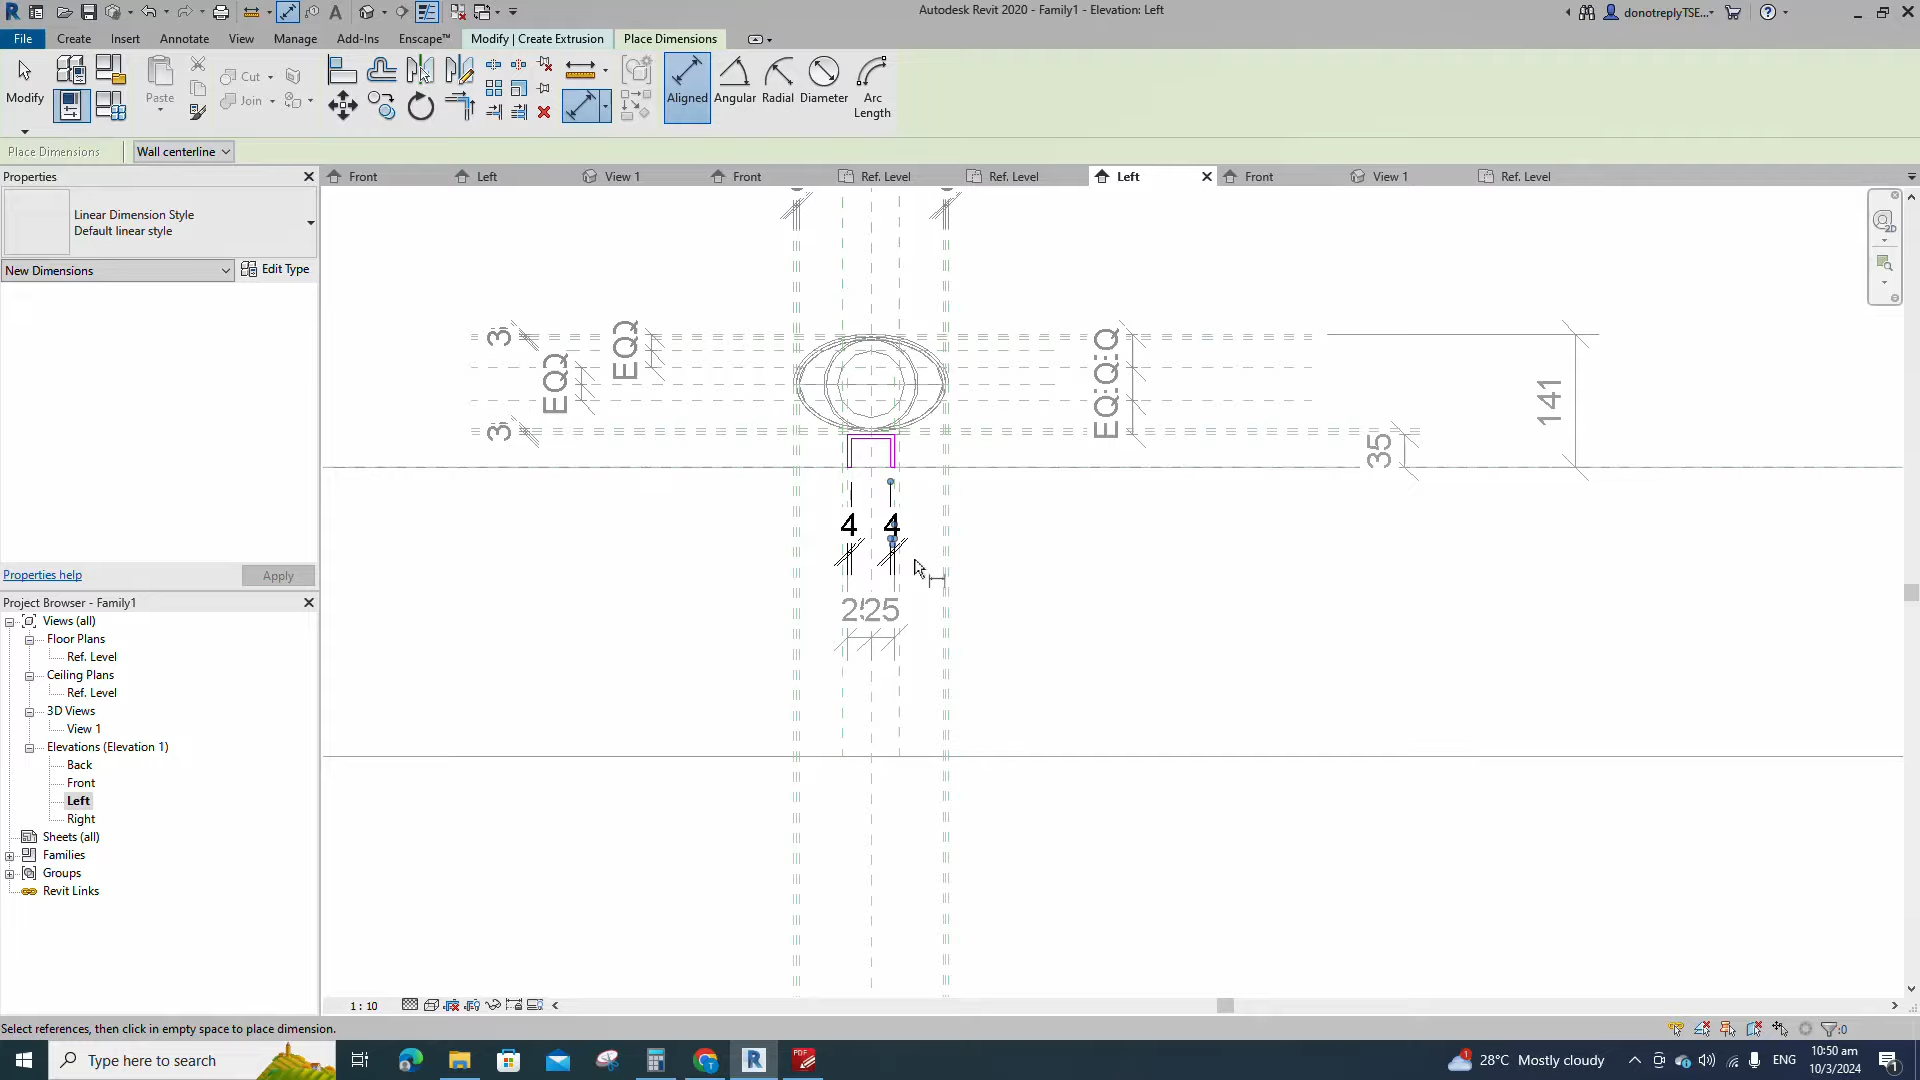 Autodesk Revit 2020 - Family1 - Elevation: Left
donotreplyTSE...
File
Create
Insert
Annotate
View
Manage
Add-Ins
Enscape™
Modify | Create Extrusion
Place Dimensions
Modify
Paste
Cut
Join
Aligned
Angular
Radial
Diameter
Arc
Length
Place Dimensions
Wall centerline
Properties
Front
Left
View 1
Front
Ref. Level
Ref. Level
Left
Front
View 1
Ref. Level
Linear Dimension Style
Default linear style
New Dimensions
Edit Type
2D
3
EQ
EQ
3
EQ
EQ
141
35
4
4
25
Properties help
Apply
Project Browser - Family1
Views (all)
Floor Plans
Ref. Level
Ceiling Plans
Ref. Level
3D Views
View 1
Elevations (Elevation 1)
Back
Front
Left
Right
Sheets (all)
Families
Groups
Revit Links
1 : 10
Select references, then click in empty space to place dimension.
:0
Type here to search
PDF
28°C Mostly cloudy
ENG
10:50 am
10/3/2024
1